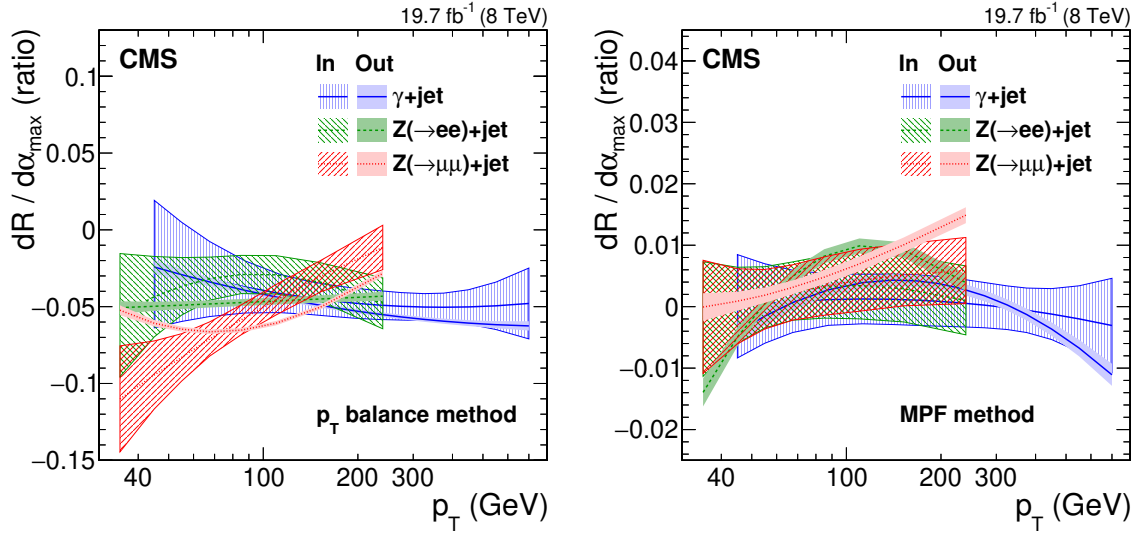 19.7 fb⁻¹ (8 TeV)
CMS
In Out
γ+jet
Z(→ee)+jet
Z(→μμ)+jet
dR / dα_max (ratio)
0.1
0.05
0
−0.05
−0.1
−0.15
p_T balance method
40 100 200 300
p_T (GeV)
19.7 fb⁻¹ (8 TeV)
CMS
In Out
γ+jet
Z(→ee)+jet
Z(→μμ)+jet
dR / dα_max (ratio)
0.04
0.03
0.02
0.01
0
−0.01
−0.02
MPF method
40 100 200 300
p_T (GeV)